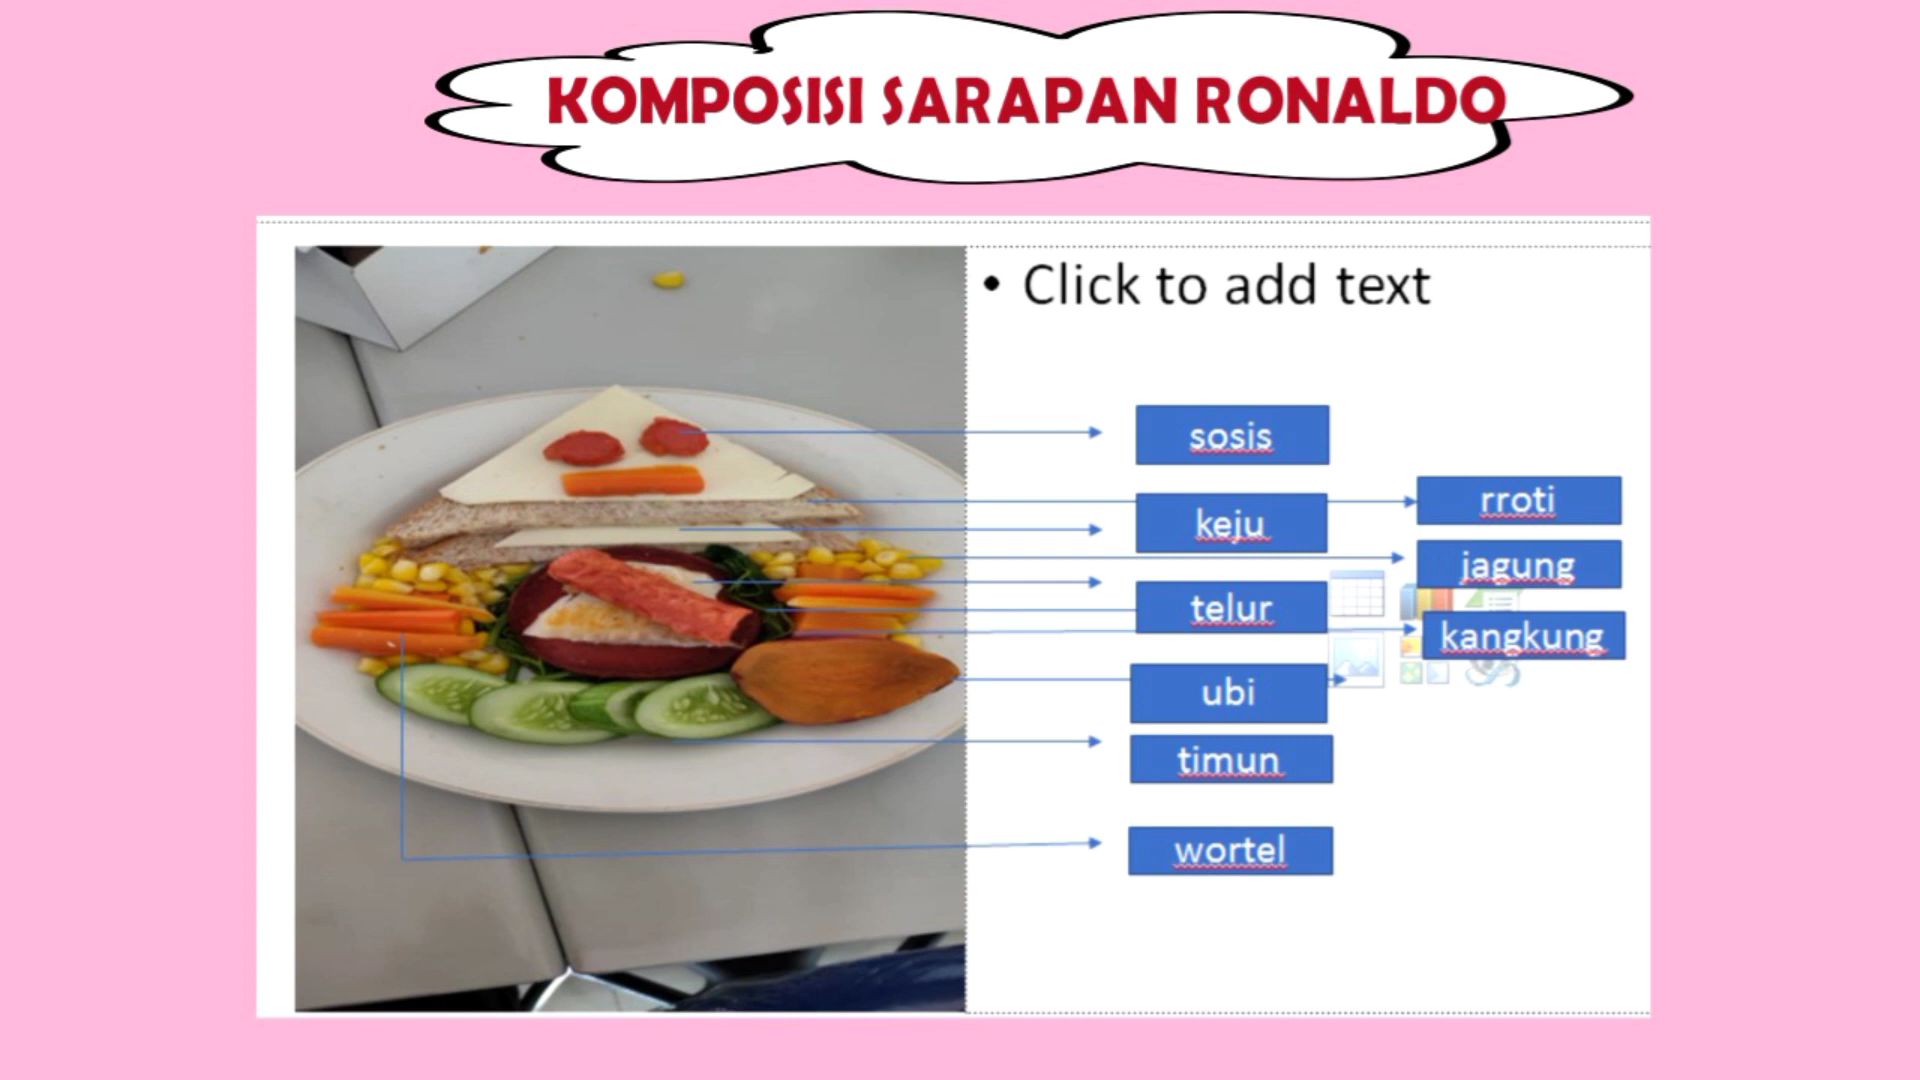 KOMPOSISI SARAPAN RONALDO
• Click to add text
sosis
rroti
keju
jagung
telur
kangkung
ubi
timun
wortel